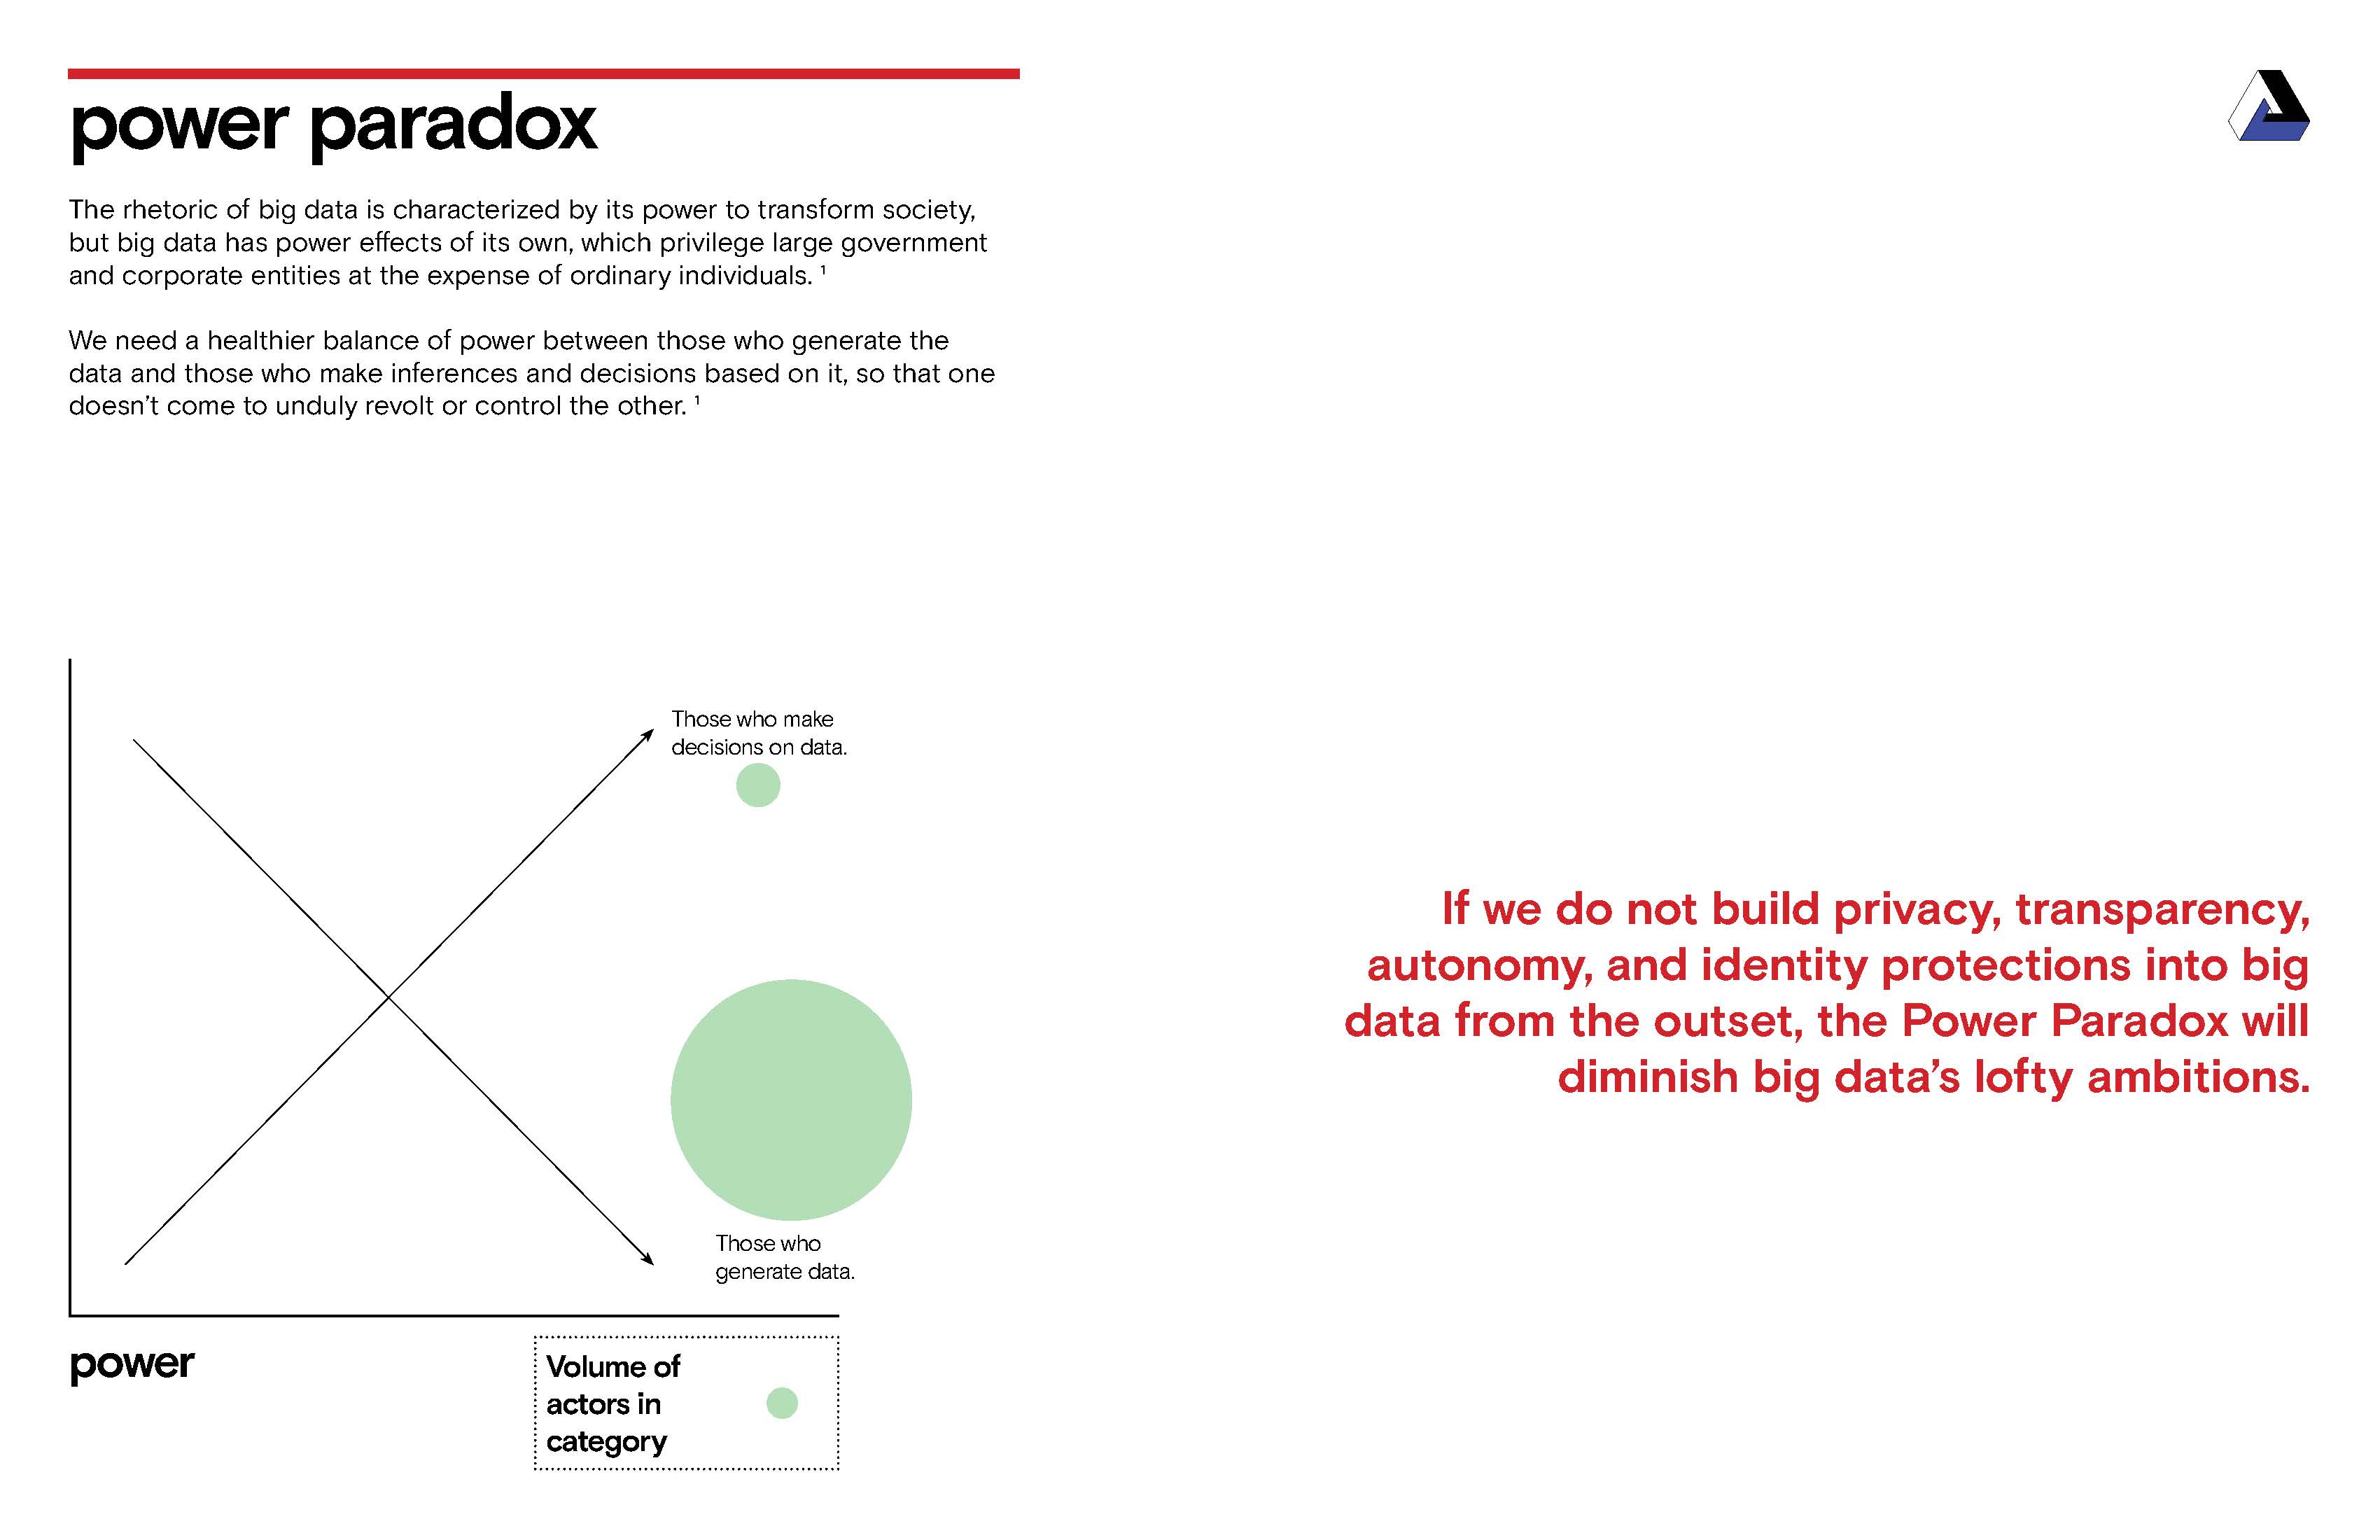 power paradox
The rhetoric of big data is characterized by its power to transform society,
but big data has power effects of its own, which privilege large government
and corporate entities at the expense of ordinary individuals. ¹
We need a healthier balance of power between those who generate the
data and those who make inferences and decisions based on it, so that one
doesn’t come to unduly revolt or control the other. ¹
Those who make
decisions on data.
Those who
generate data.
power
Volume of
actors in
category
If we do not build privacy, transparency,
autonomy, and identity protections into big
data from the outset, the Power Paradox will
diminish big data’s lofty ambitions.